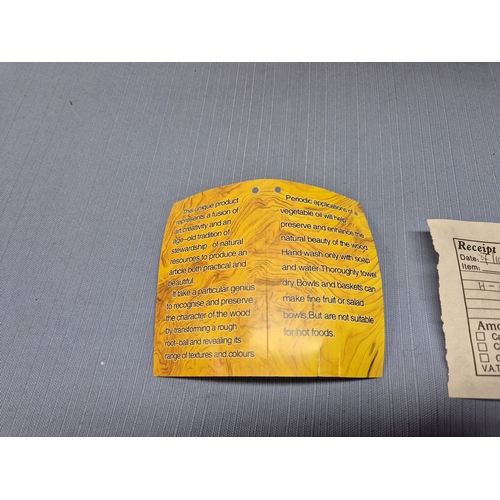 This unique product
represents a fusion of
art creativity and an
age-old tradition of
stewardship of natural
resources to produce an
article both practical and
beautiful.
It take a particular genius
to recognise and preserve
the character of the wood
by transforming a rough
root-ball and revealing its
range of textures and colours
Periodic applications of a
vegetable oil will help
preserve and enhance the
natural beauty of the wood.
Hand wash only with soap
and water.Thoroughly towel
dry.Bowls and baskets can
make fine fruit or salad
bowls.But are not suitable
for hot foods.
Receipt
Date:
Item:
H-
Amo
Ca
C
C
V.A.T